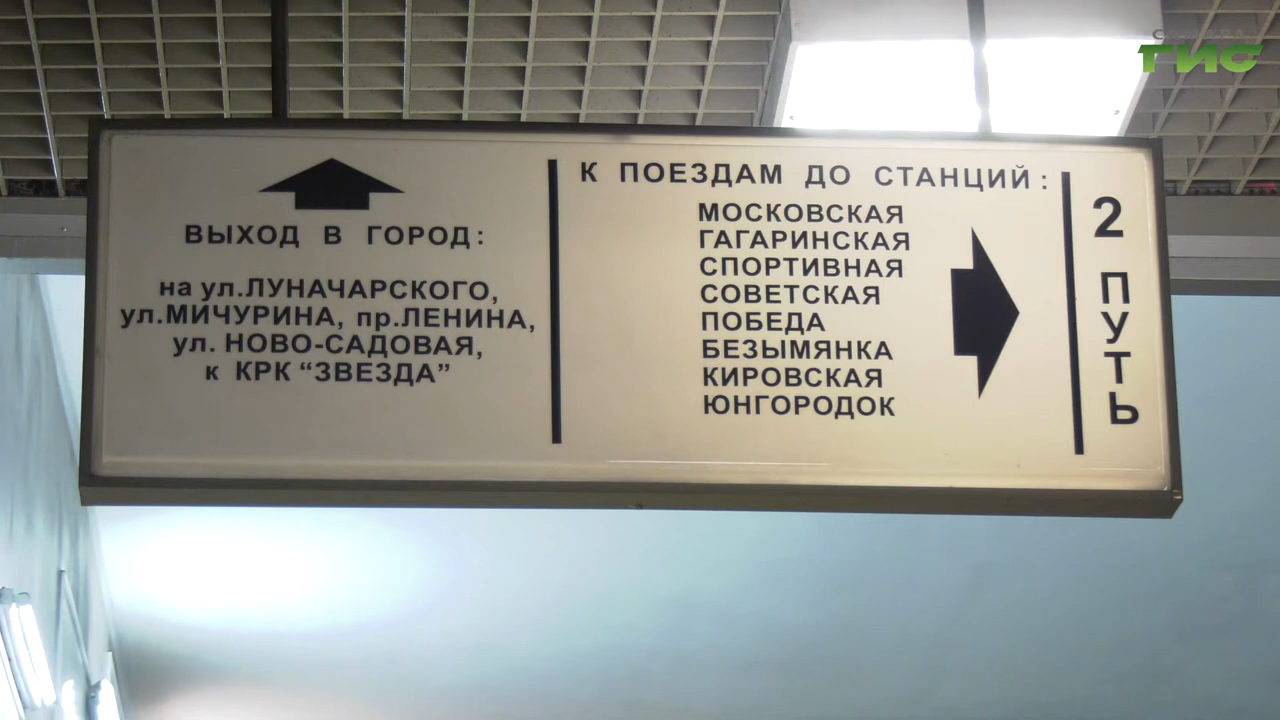 ВЫХОД В ГОРОД:
на ул.ЛУНАЧАРСКОГО,
ул.МИЧУРИНА, пр.ЛЕНИНА,
ул. НОВО-САДОВАЯ,
к КРК “ЗВЕЗДА”
К ПОЕЗДАМ ДО СТАНЦИЙ:
МОСКОВСКАЯ
ГАГАРИНСКАЯ
СПОРТИВНАЯ
СОВЕТСКАЯ
ПОБЕДА
БЕЗЫМЯНКА
КИРОВСКАЯ
ЮНГОРОДОК
2 ПУТЬ
САМАРА
ГИС